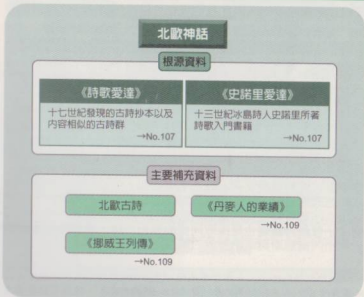 北歐神話
根源資料
《詩歌愛達》
十七世紀發現的古詩抄本以及
內容相似的古詩群
→No.107
《史諾里愛達》
十三世紀冰島詩人史諾里所著
詩歌入門書籍
→No.107
主要補充資料
北歐古詩
《丹麥人的業績》
→No.109
《挪威王列傳》
→No.109